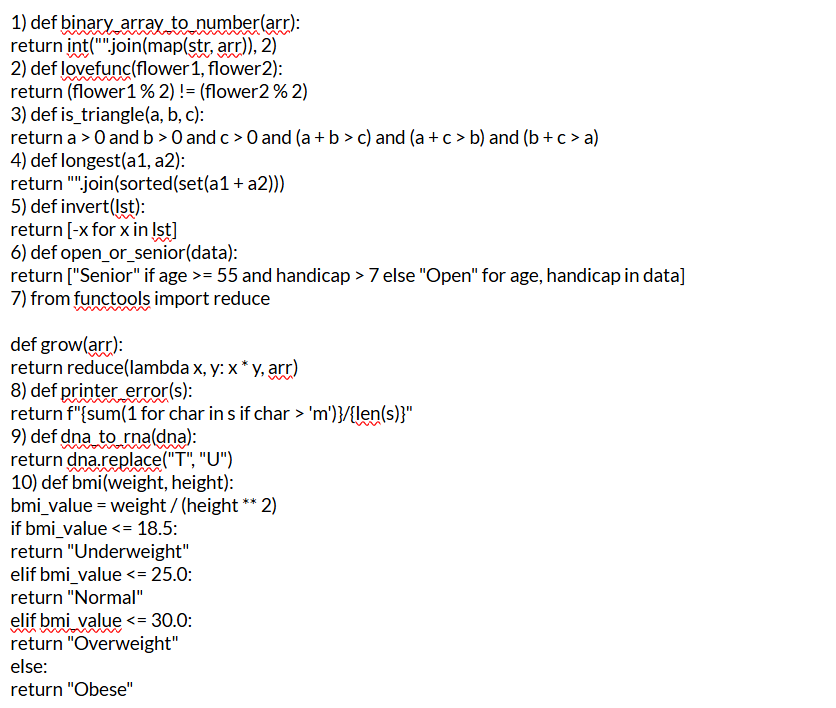 1) def binary_array_to_number(arr):
return int("".join(map(str, arr)), 2)
2) def lovefunc(flower1, flower2):
return (flower1 % 2) != (flower2 % 2)
3) def is_triangle(a, b, c):
return a > 0 and b > 0 and c > 0 and (a + b > c) and (a + c > b) and (b + c > a)
4) def longest(a1, a2):
return "".join(sorted(set(a1 + a2)))
5) def invert(lst):
return [-x for x in lst]
6) def open_or_senior(data):
return ["Senior" if age >= 55 and handicap > 7 else "Open" for age, handicap in data]
7) from functools import reduce
def grow(arr):
return reduce(lambda x, y: x * y, arr)
8) def printer_error(s):
return f"{sum(1 for char in s if char > 'm')}/{len(s)}"
9) def dna_to_rna(dna):
return dna.replace("T", "U")
10) def bmi(weight, height):
bmi_value = weight / (height ** 2)
if bmi_value <= 18.5:
return "Underweight"
elif bmi_value <= 25.0:
return "Normal"
elif bmi_value <= 30.0:
return "Overweight"
else:
return "Obese"